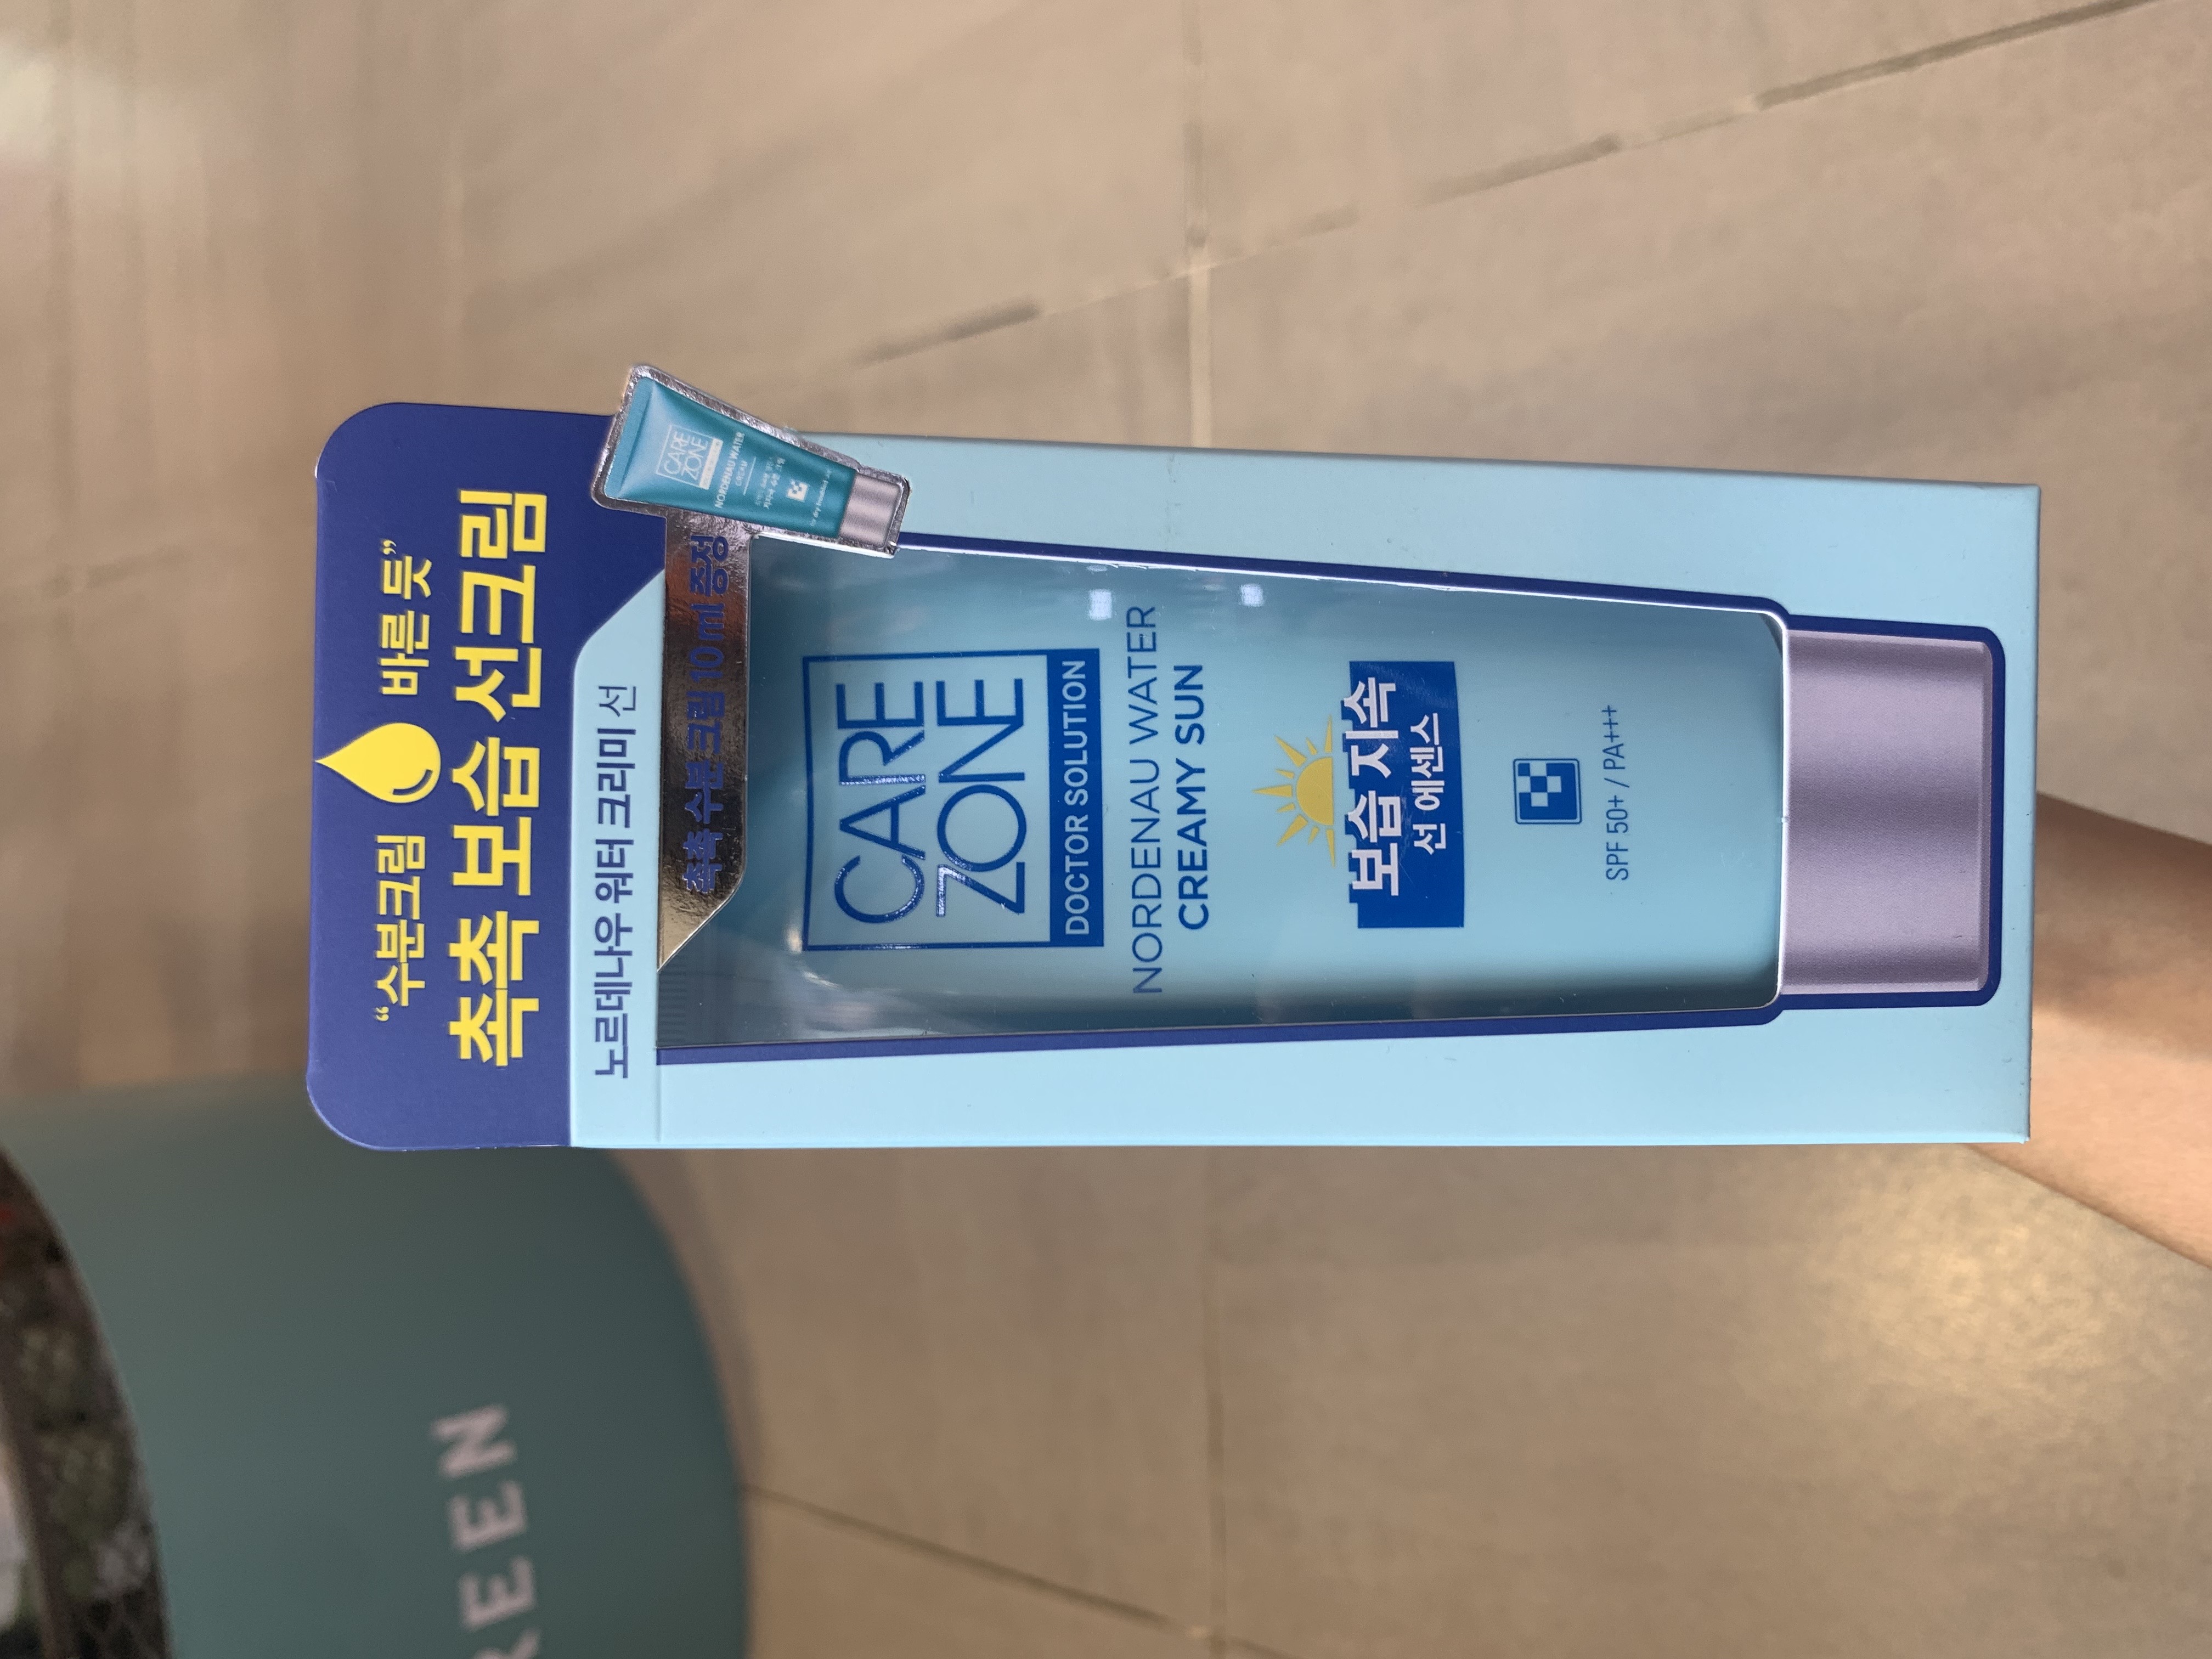 REEN
“수분크림 바른 듯”
촉촉 보습 선크림
노르데나우 워터 크리미 선
촉촉 수분 크림 10ml 증정
CARE
ZONE
NORDENAU WATER
CREAM
CARE
ZONE
DOCTOR SOLUTION
NORDENAU WATER
CREAMY SUN
보습 지속
선 에센스
SPF 50+ / PA+++